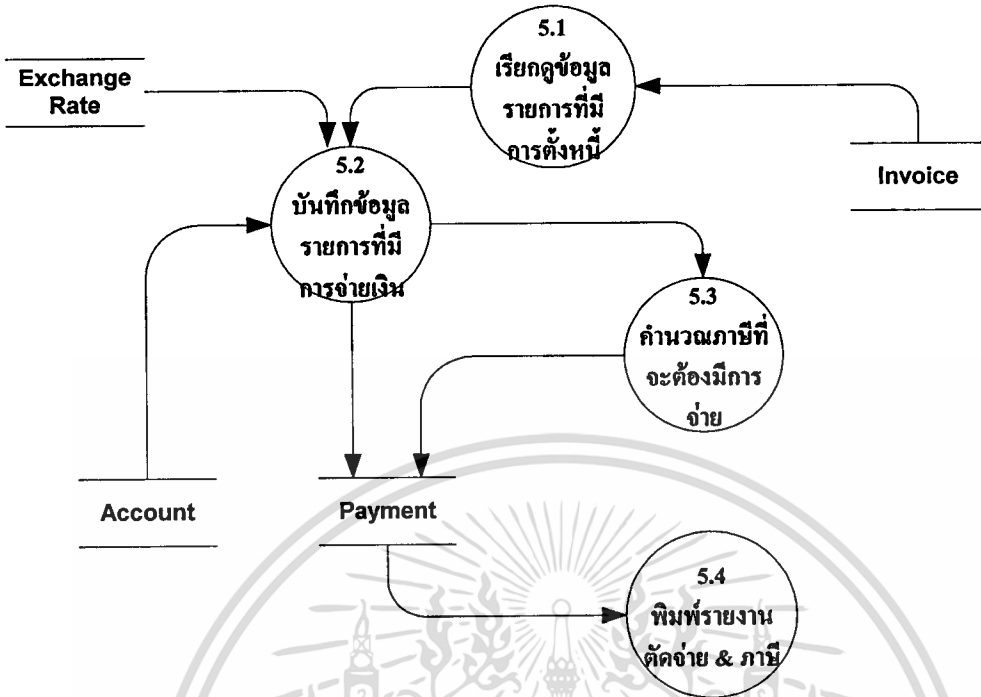 5.1
เรียกดูข้อมูล
รายการที่มี
การตั้งหนี้
Exchange
Rate
Invoice
5.2
บันทึกข้อมูล
รายการที่มี
การจ่ายเงิน
5.3
คำนวณภาษีที่
จะต้องมีการ
จ่าย
Account
Payment
5.4
พิมพ์รายงาน
ตัดจ่าย & ภาษี